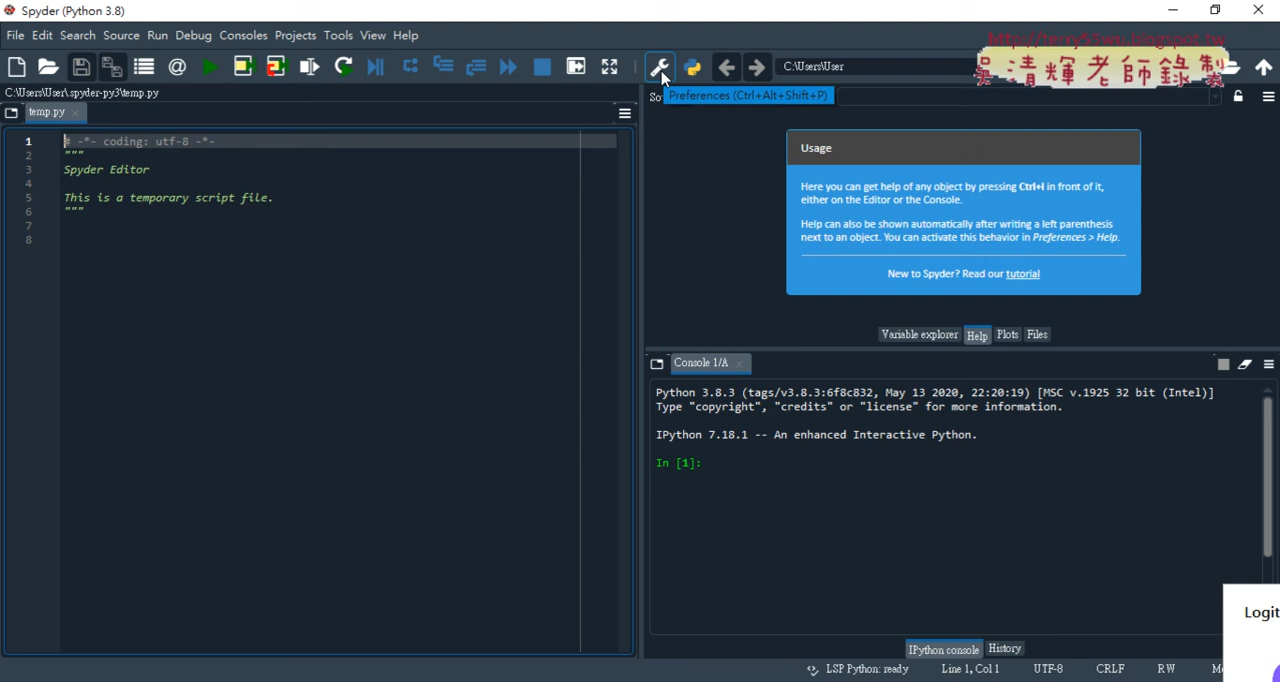 Spyder (Python 3.8)
File Edit Search Source Run Debug Consoles Projects Tools View Help
http://terry55wu.blogspot.tw
吳清輝老師錄製
C:\Users\User
C:\Users\User\.spyder-py3\temp.py
Preferences (Ctrl+Alt+Shift+P)
temp.py
1 # -*- coding: utf-8 -*-
2 """
3 Spyder Editor
4
5 This is a temporary script file.
6 """
7
8
Usage
Here you can get help of any object by pressing Ctrl+I in front of it,
either on the Editor or the Console.
Help can also be shown automatically after writing a left parenthesis
next to an object. You can activate this behavior in Preferences > Help.
New to Spyder? Read our tutorial
Variable explorer Help Plots Files
Console 1/A
Python 3.8.3 (tags/v3.8.3:6f8c832, May 13 2020, 22:20:19) [MSC v.1925 32 bit (Intel)]
Type "copyright", "credits" or "license" for more information.
IPython 7.18.1 -- An enhanced Interactive Python.
In [1]:
Logit
IPython console History
LSP Python: ready Line 1, Col 1 UTF-8 CRLF RW